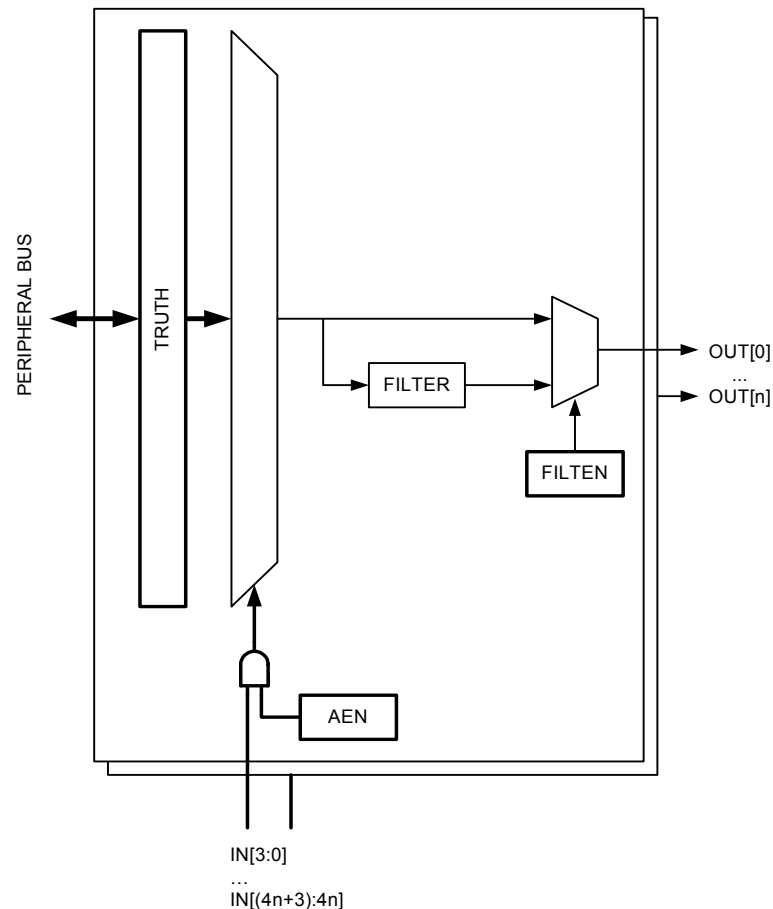 PERIPHERAL BUS
TRUTH
FILTER
OUT[0]
...
OUT[n]
FILTEN
AEN
IN[3:0]
...
IN[(4n+3):4n]